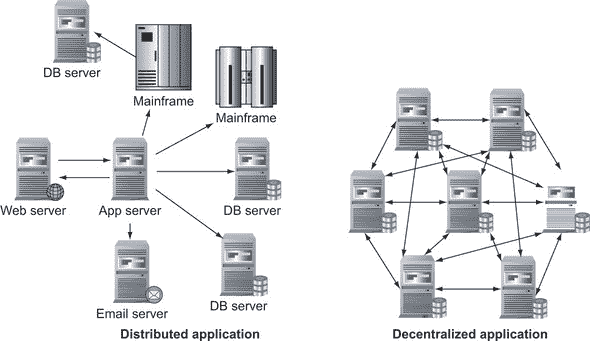 DB server
Mainframe
Mainframe
Web server
App server
DB server
Email server
DB server
Distributed application
Decentralized application